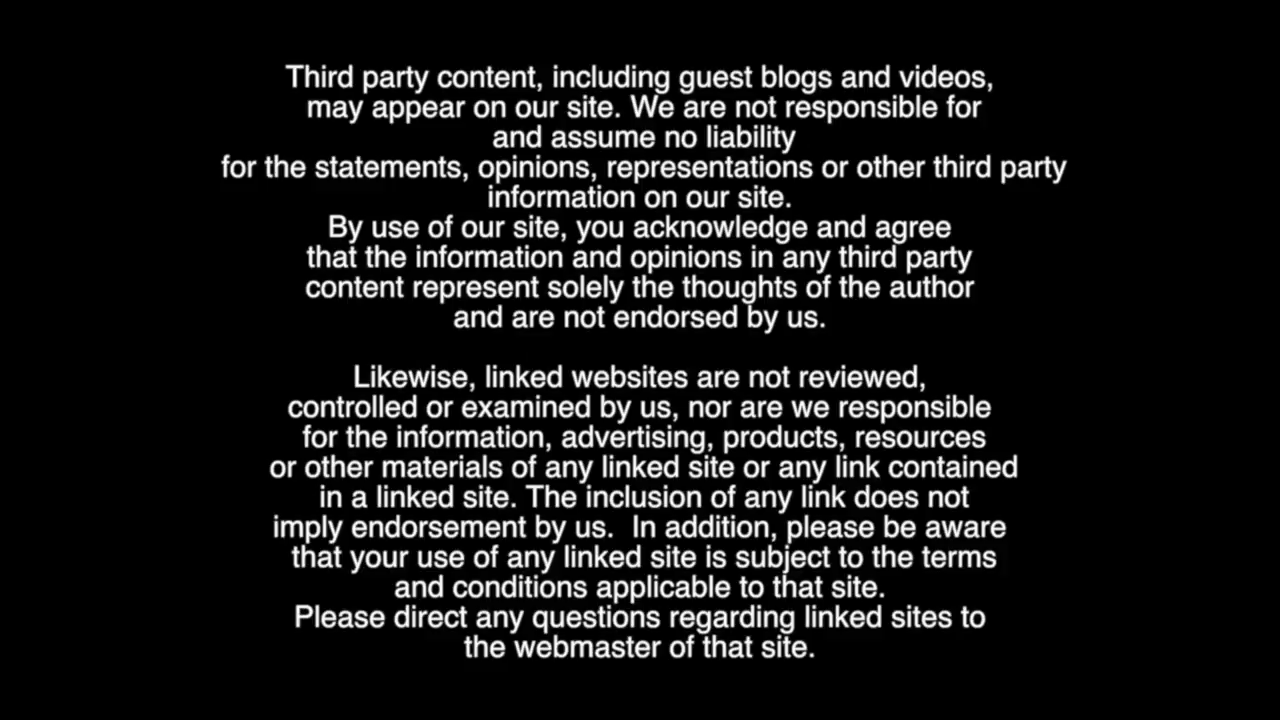 Third party content, including guest blogs and videos,
may appear on our site. We are not responsible for
and assume no liability
for the statements, opinions, representations or other third party
information on our site.
By use of our site, you acknowledge and agree
that the information and opinions in any third party
content represent solely the thoughts of the author
and are not endorsed by us.
Likewise, linked websites are not reviewed,
controlled or examined by us, nor are we responsible
for the information, advertising, products, resources
or other materials of any linked site or any link contained
in a linked site. The inclusion of any link does not
imply endorsement by us.  In addition, please be aware
that your use of any linked site is subject to the terms
and conditions applicable to that site.
Please direct any questions regarding linked sites to
the webmaster of that site.